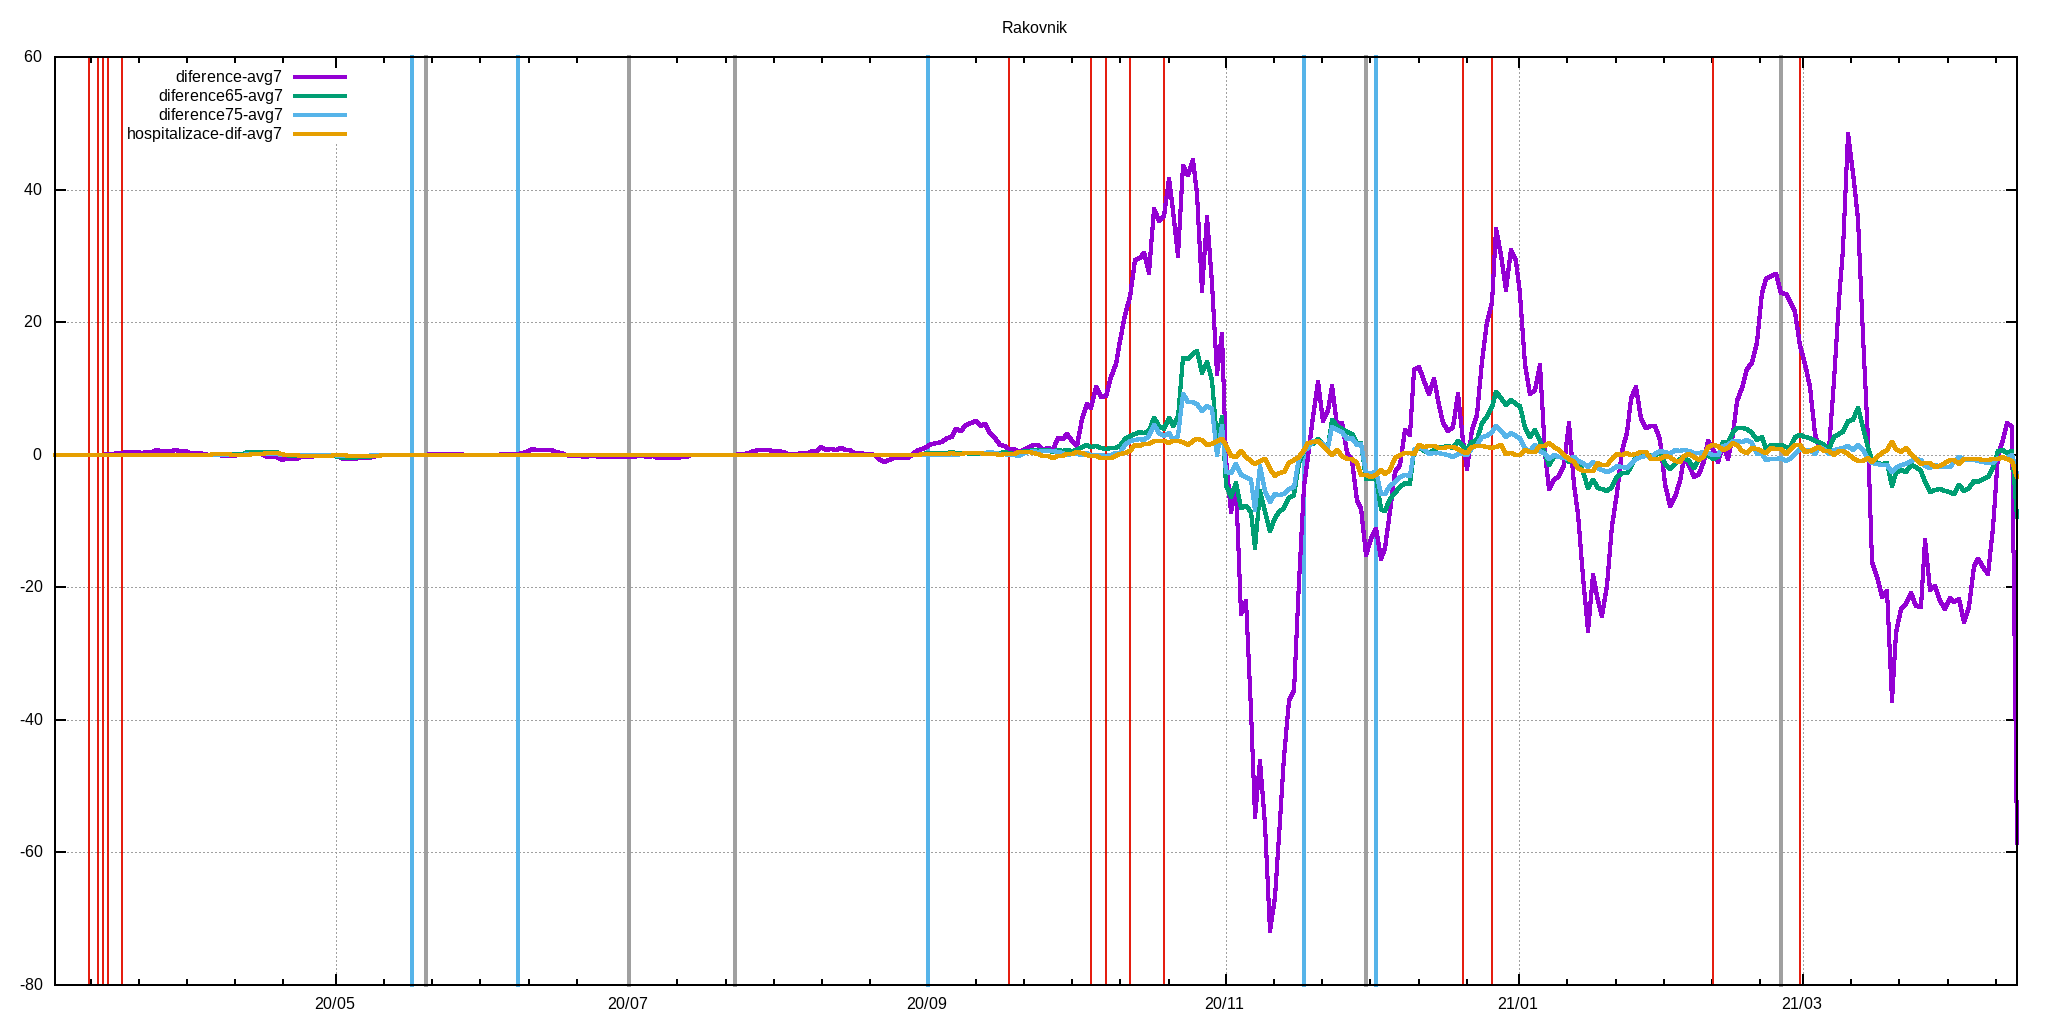 Rakovnik
diference-avg7
diference65-avg7
diference75-avg7
hospitalizace-dif-avg7
60
40
20
0
-20
-40
-60
-80
20/05 20/07 20/09 20/11 21/01 21/03